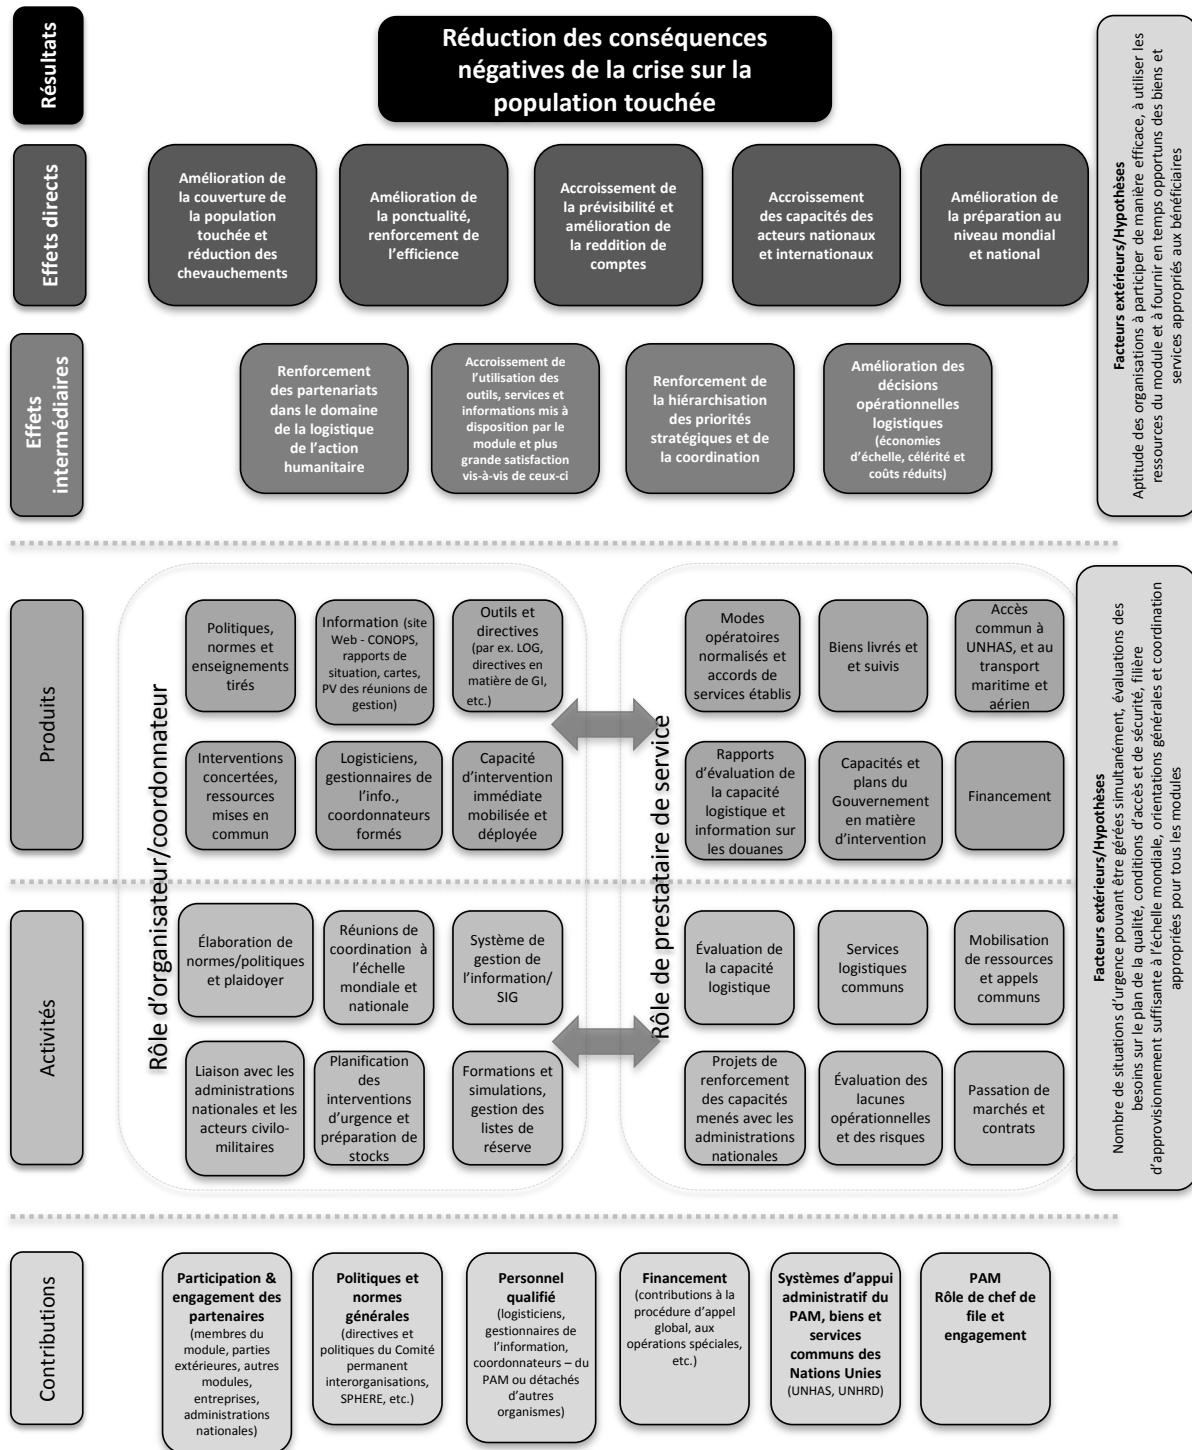 Résultats
Réduction des conséquences
négatives de la crise sur la
population touchée
Effets directs
Amélioration de
la couverture de
la population
touchée et
réduction des
chevauchements
Amélioration de
la ponctualité,
renforcement de
l'efficience
Accroissement de
la prévisibilité et
amélioration de
la reddition de
comptes
Accroissement
des capacités des
acteurs nationaux
et internationaux
Amélioration de
la préparation au
niveau mondial
et national
Effets
intermédiaires
Renforcement
des partenariats
dans le domaine
de la logistique
de l'action
humanitaire
Accroissement de
l'utilisation des
outils, services et
informations mis à
disposition par le
module et plus
grande satisfaction
vis-à-vis de ceux-ci
Renforcement de
la hiérarchisation
des priorités
stratégiques et de
la coordination
Amélioration des
décisions
opérationnelles
logistiques
(économies
d'échelle, célérité et
coûts réduits)
Facteurs extérieurs/Hypothèses
Aptitude des organisations à participer de manière efficace, à utiliser les
ressources du module et à fournir en temps opportuns des biens et
services appropriés aux bénéficiaires
Produits
Rôle d'organisateur/coordonnateur
Politiques,
normes et
enseignements
tirés
Information (site
Web - CONOPS,
rapports de
situation, cartes,
PV des réunions de
gestion)
Outils et
directives
(par ex. LOG,
directives en
matière de GI,
etc.)
Interventions
concertées,
ressources
mises en
commun
Logisticiens,
gestionnaires de
l'info.,
coordonnateurs
formés
Capacité
d'intervention
immédiate
mobilisée et
déployée
Rôle de prestataire de service
Modes
opératoires
normalisés et
accords de
services établis
Biens livrés et
et suivis
Accès
commun à
UNHAS, et au
transport
maritime et
aérien
Rapports
d'évaluation de
la capacité
logistique et
information sur
les douanes
Capacités et
plans du
Gouvernement
en matière
d'intervention
Financement
Activités
Élaboration de
normes/politiques
et plaidoyer
Réunions de
coordination à
l'échelle
mondiale et
nationale
Système de
gestion de
l'information/
SIG
Liaison avec les
administrations
nationales et les
acteurs civilo-
militaires
Planification
des
interventions
d'urgence et
préparation de
stocks
Formations et
simulations,
gestion des
listes de
réserve
Évaluation de
la capacité
logistique
Services
logistiques
communs
Mobilisation
de ressources
et appels
communs
Projets de
renforcement
des capacités
menés avec les
administrations
nationales
Évaluation des
lacunes
opérationnelles
et des risques
Passation de
marchés et
contrats
Facteurs extérieurs/Hypothèses
Nombre de situations d'urgence pouvant être gérées simultanément, évaluations des
besoins sur le plan de la qualité, conditions d'accès et de sécurité, filière
d'approvisionnement suffisante à l'échelle mondiale, orientations générales et coordination
appropriées pour tous les modules
Contributions
Participation &
engagement des
partenaires
(membres du
module, parties
extérieures, autres
modules,
entreprises,
administrations
nationales)
Politiques et
normes
générales
(directives et
politiques du Comité
permanent
interorganisations,
SPHERE, etc.)
Personnel
qualifié
(logisticiens,
gestionnaires de
l'information,
coordonnateurs – du
PAM ou détachés
d'autres
organismes)
Financement
(contributions à la
procédure d'appel
global, aux
opérations spéciales,
etc.)
Systèmes d'appui
administratif du
PAM, biens et
services
communs des
Nations Unies
(UNHAS, UNHRD)
PAM
Rôle de chef de
file et
engagement